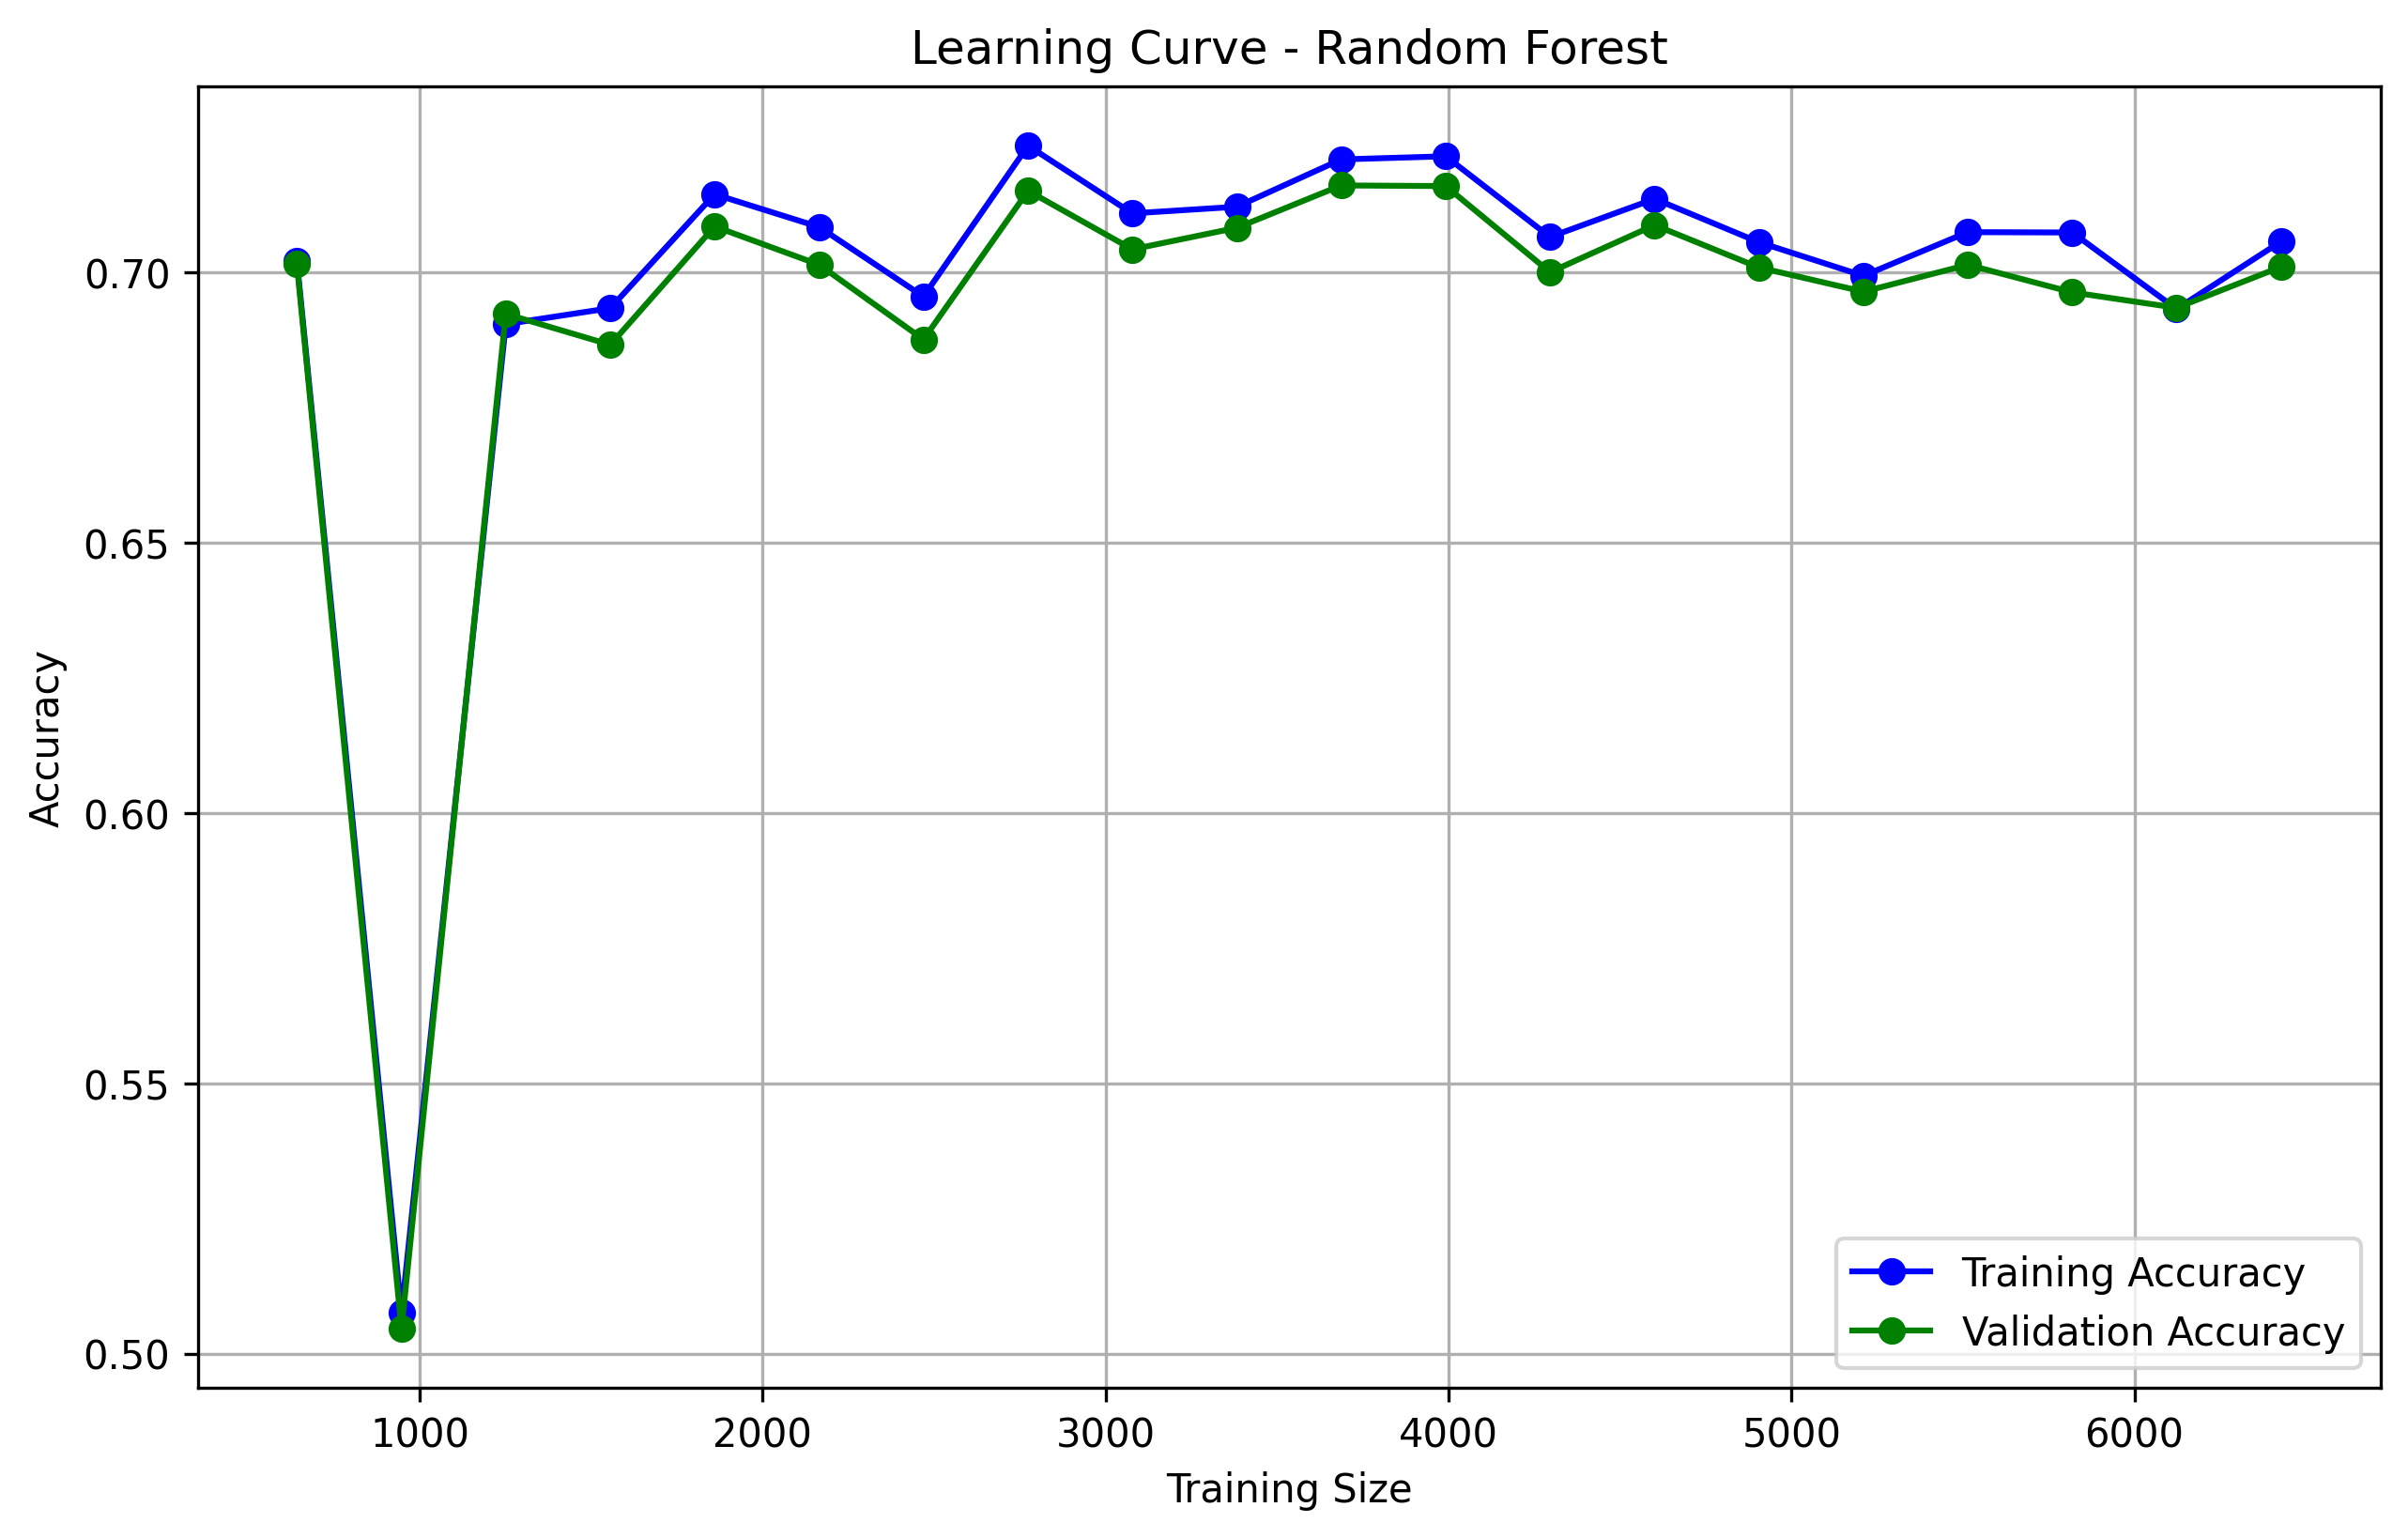 Learning Curve - Random Forest
Accuracy
0.70
0.65
0.60
0.55
0.50
1000 2000 3000 4000 5000 6000
Training Size
Training Accuracy
Validation Accuracy